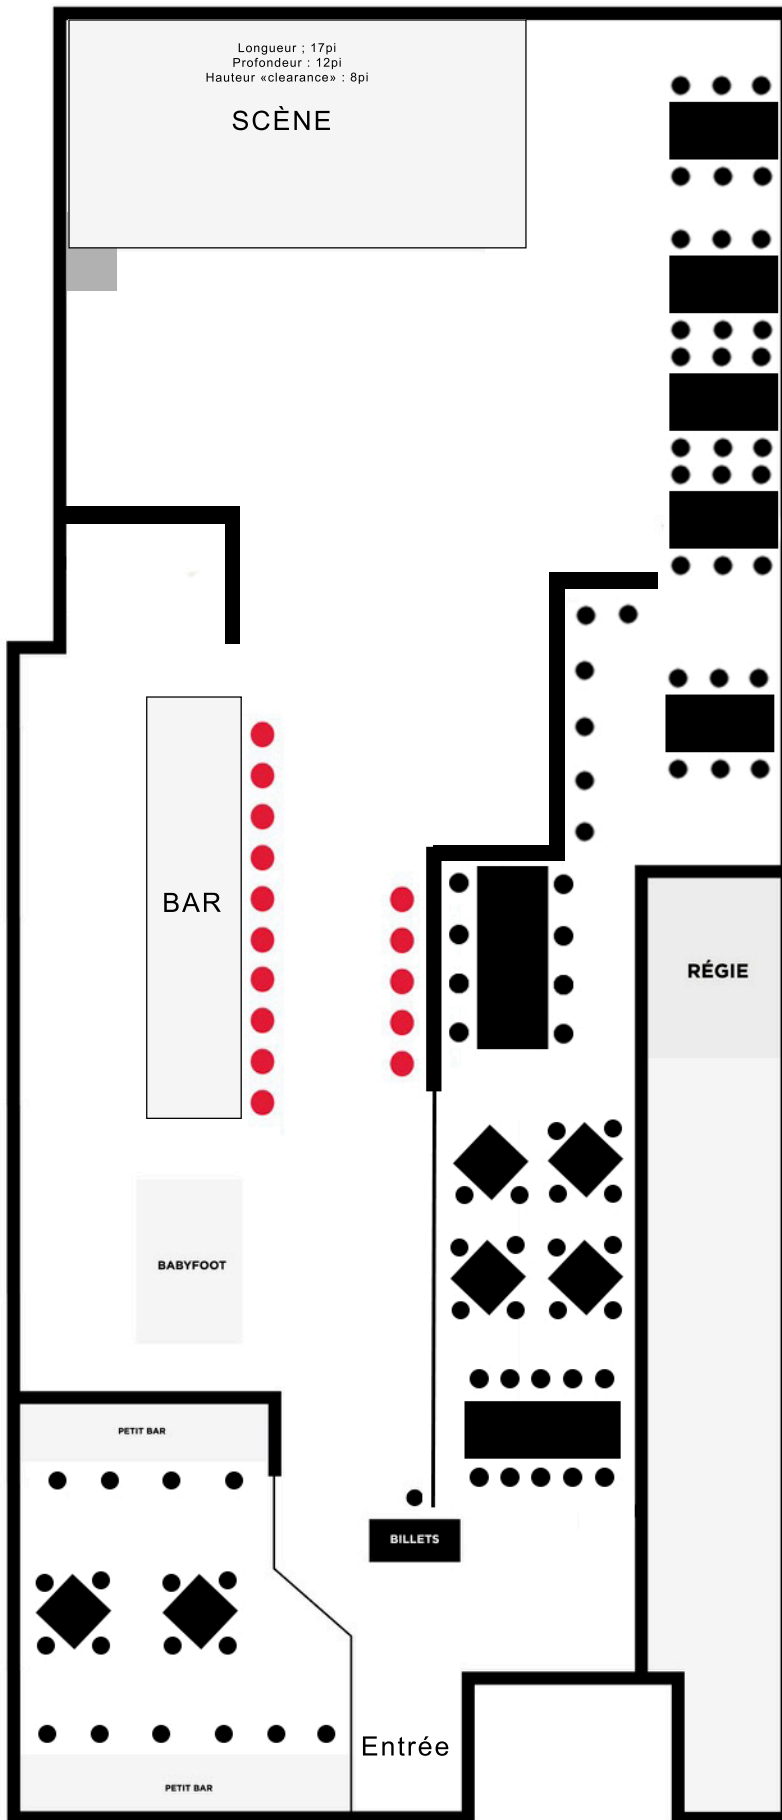 Longueur ; 17pi
Profondeur : 12pi
Hauteur «clearance» : 8pi
SCÈNE
BAR
RÉGIE
BABYFOOT
PETIT BAR
BILLETS
Entrée
PETIT BAR